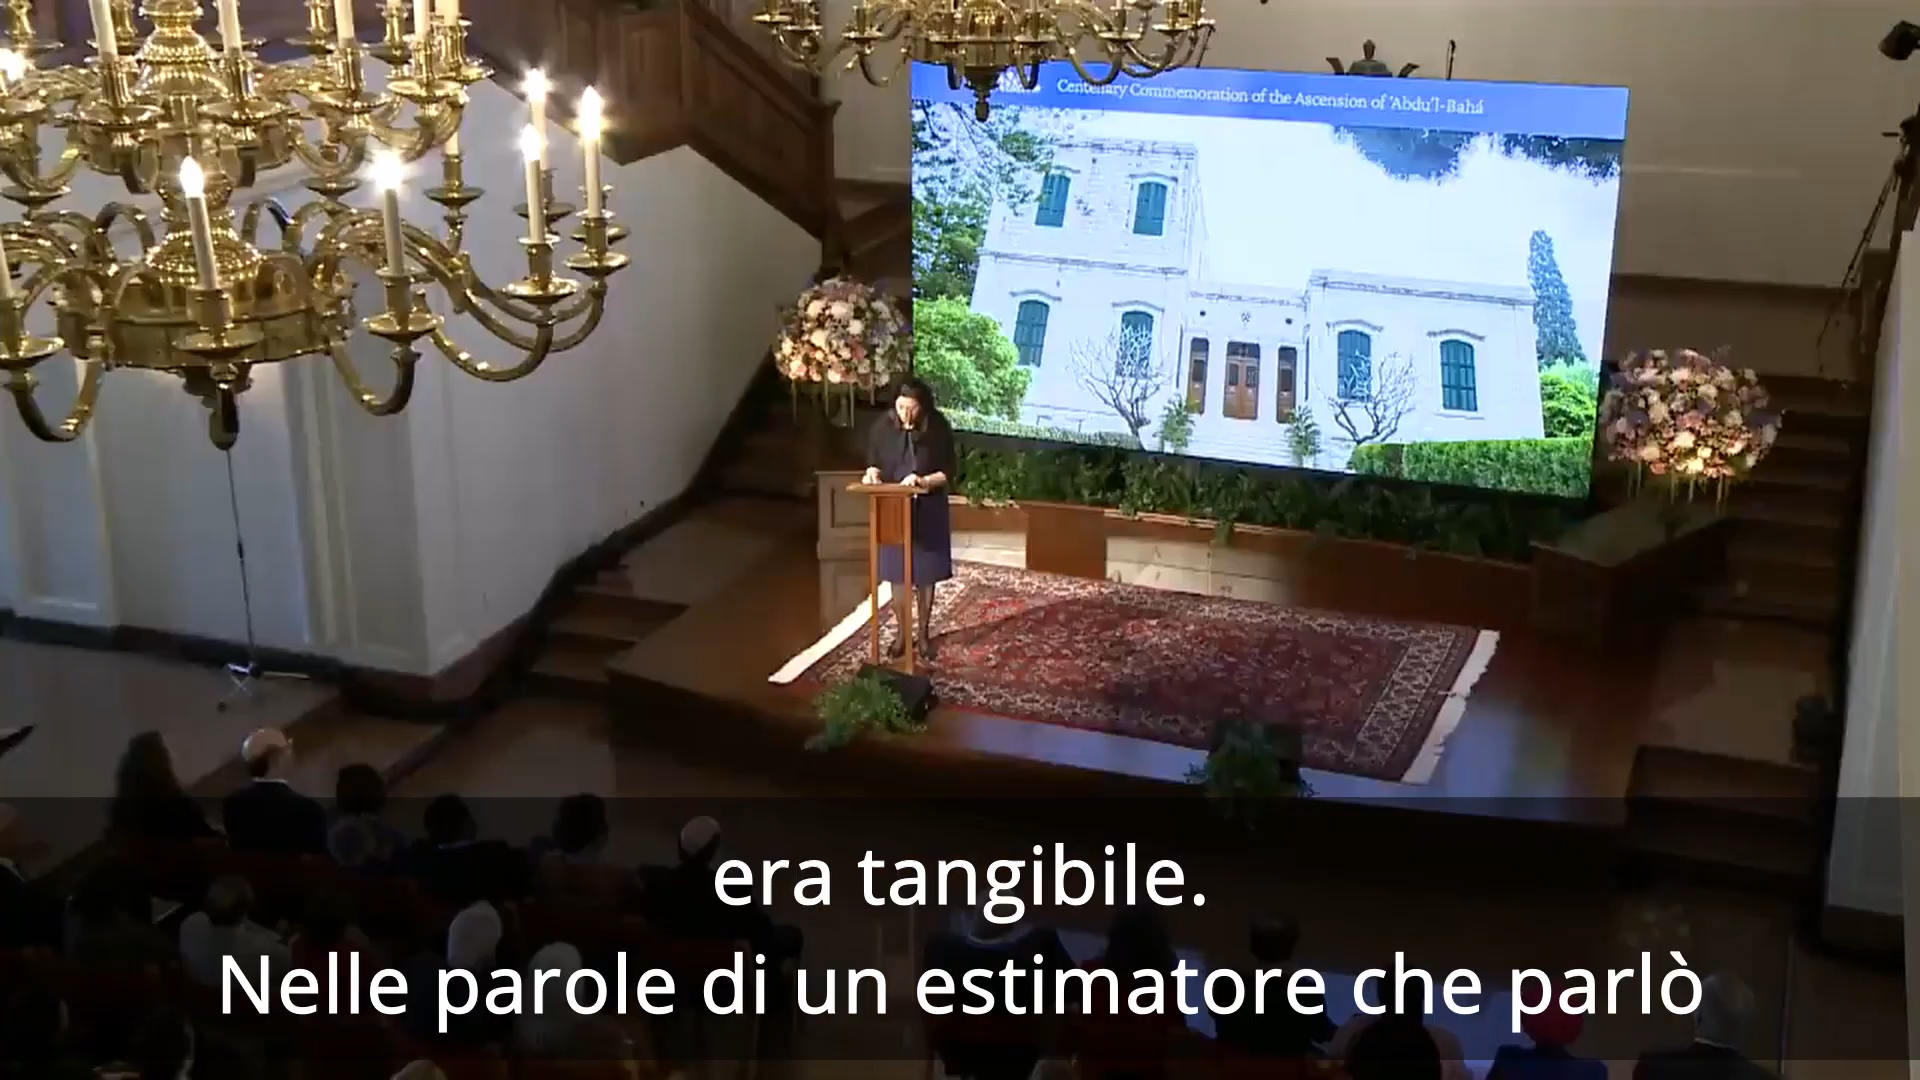 Centenary Commemoration of the Ascension of ‘Abdu’l-Bahá
era tangibile.
Nelle parole di un estimatore che parlò